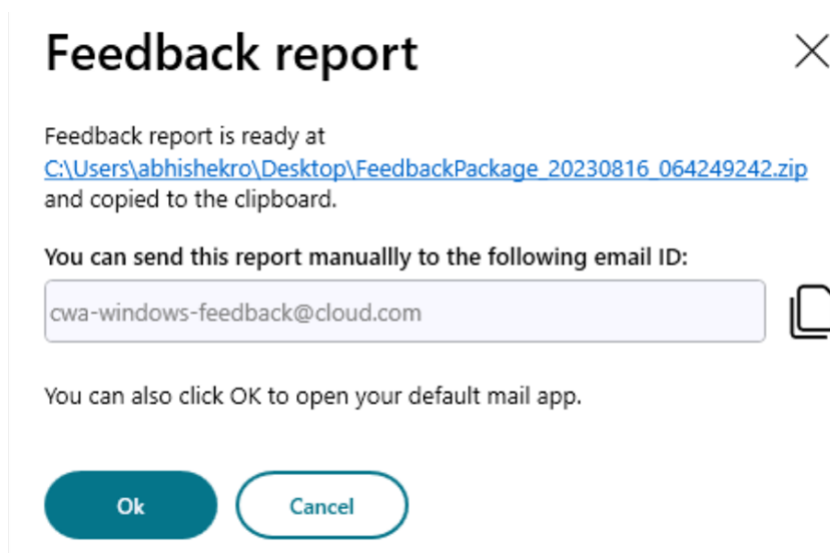 Feedback report
Feedback report is ready at
C:\Users\abhishekro\Desktop\FeedbackPackage_20230816_064249242.zip
and copied to the clipboard.
You can send this report manuallly to the following email ID:
cwa-windows-feedback@cloud.com
You can also click OK to open your default mail app.
Ok
Cancel